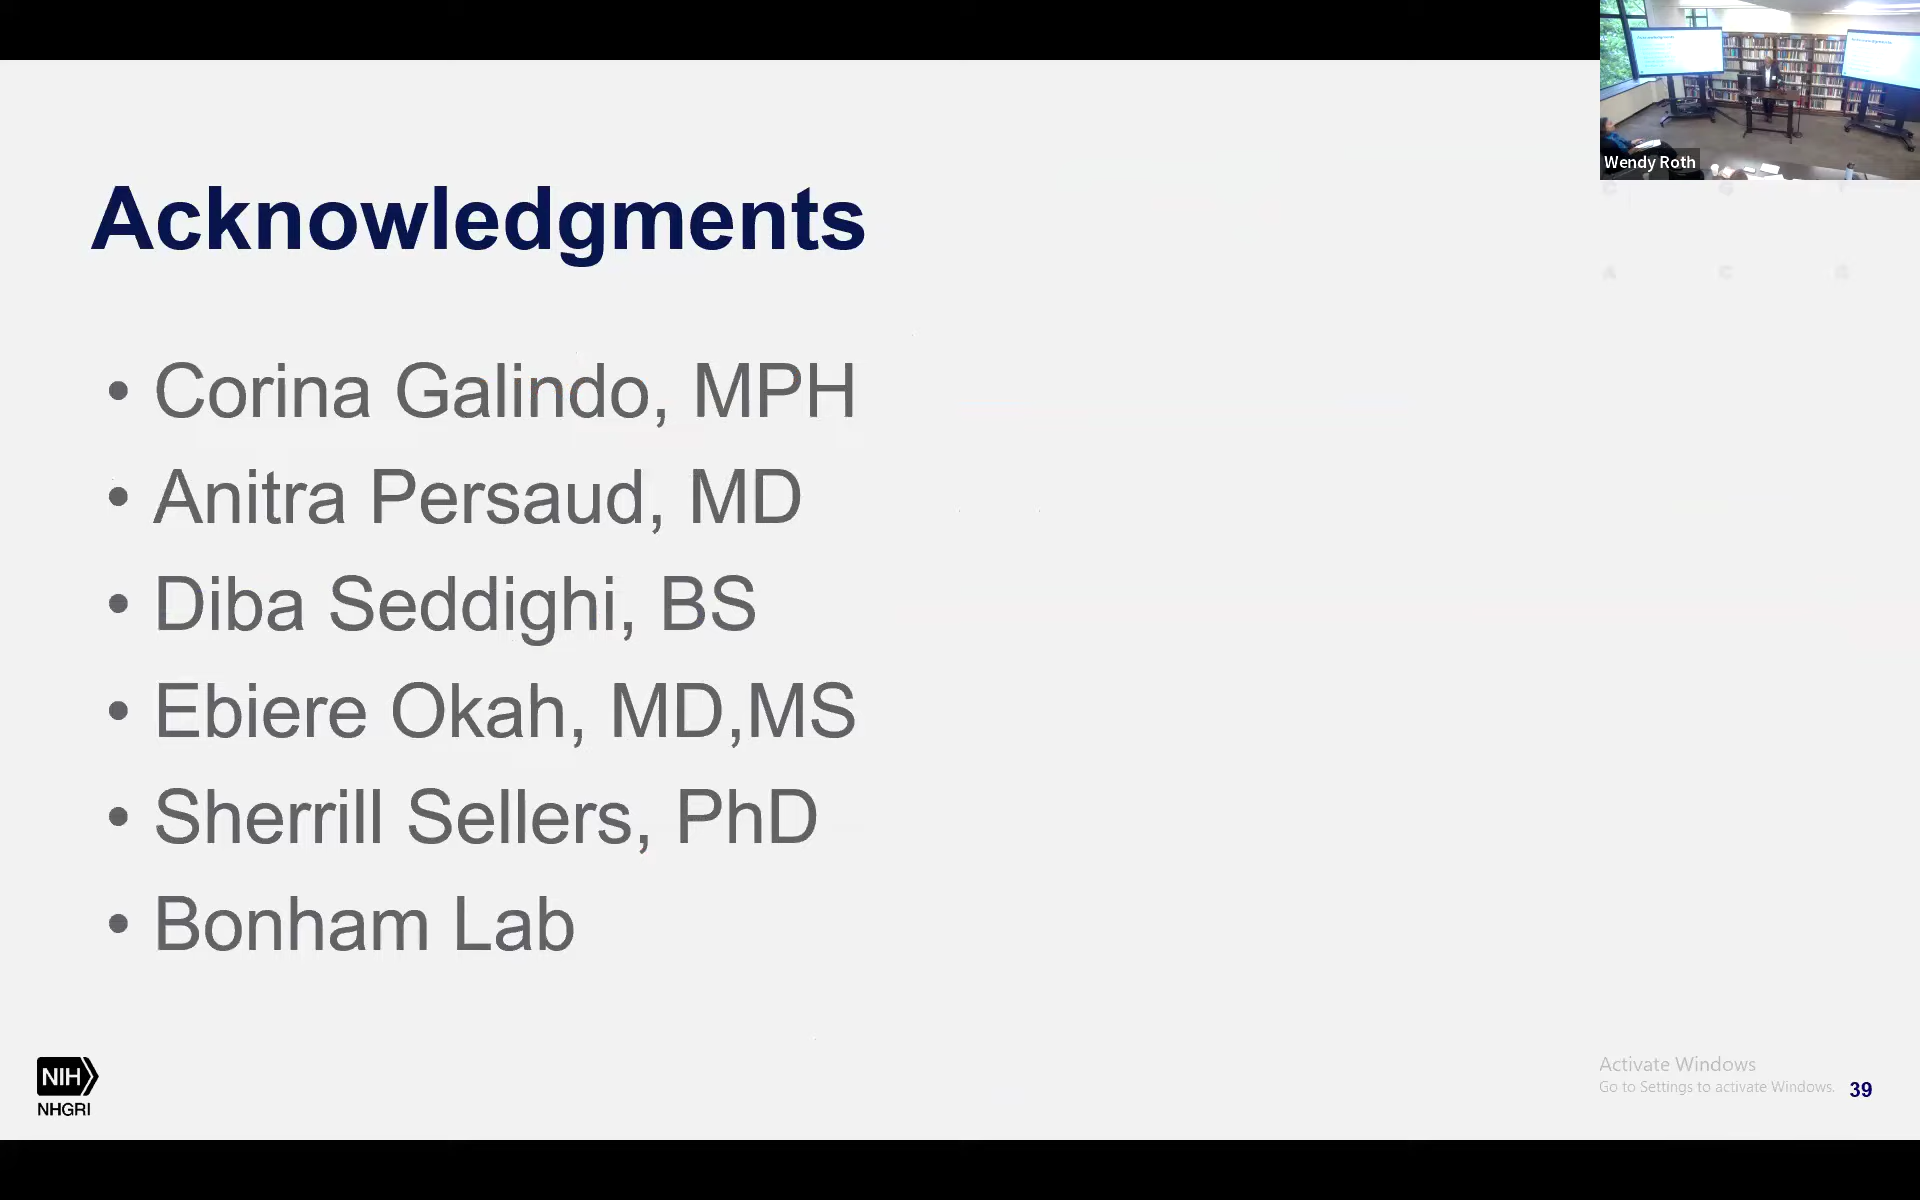 Wendy Roth
Acknowledgments
• Corina Galindo, MPH
• Anitra Persaud, MD
• Diba Seddighi, BS
• Ebiere Okah, MD,MS
• Sherrill Sellers, PhD
• Bonham Lab
NIH
NHGRI
Activate Windows
Go to Settings to activate Windows.
39